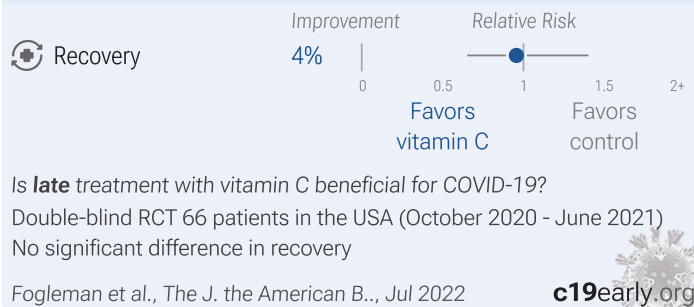 Improvement Relative Risk
Recovery 4%
0 0.5 1 1.5 2+
Favors vitamin C
Favors control
Is late treatment with vitamin C beneficial for COVID-19?
Double-blind RCT 66 patients in the USA (October 2020 - June 2021)
No significant difference in recovery
Fogleman et al., The J. the American B.., Jul 2022 c19early.org